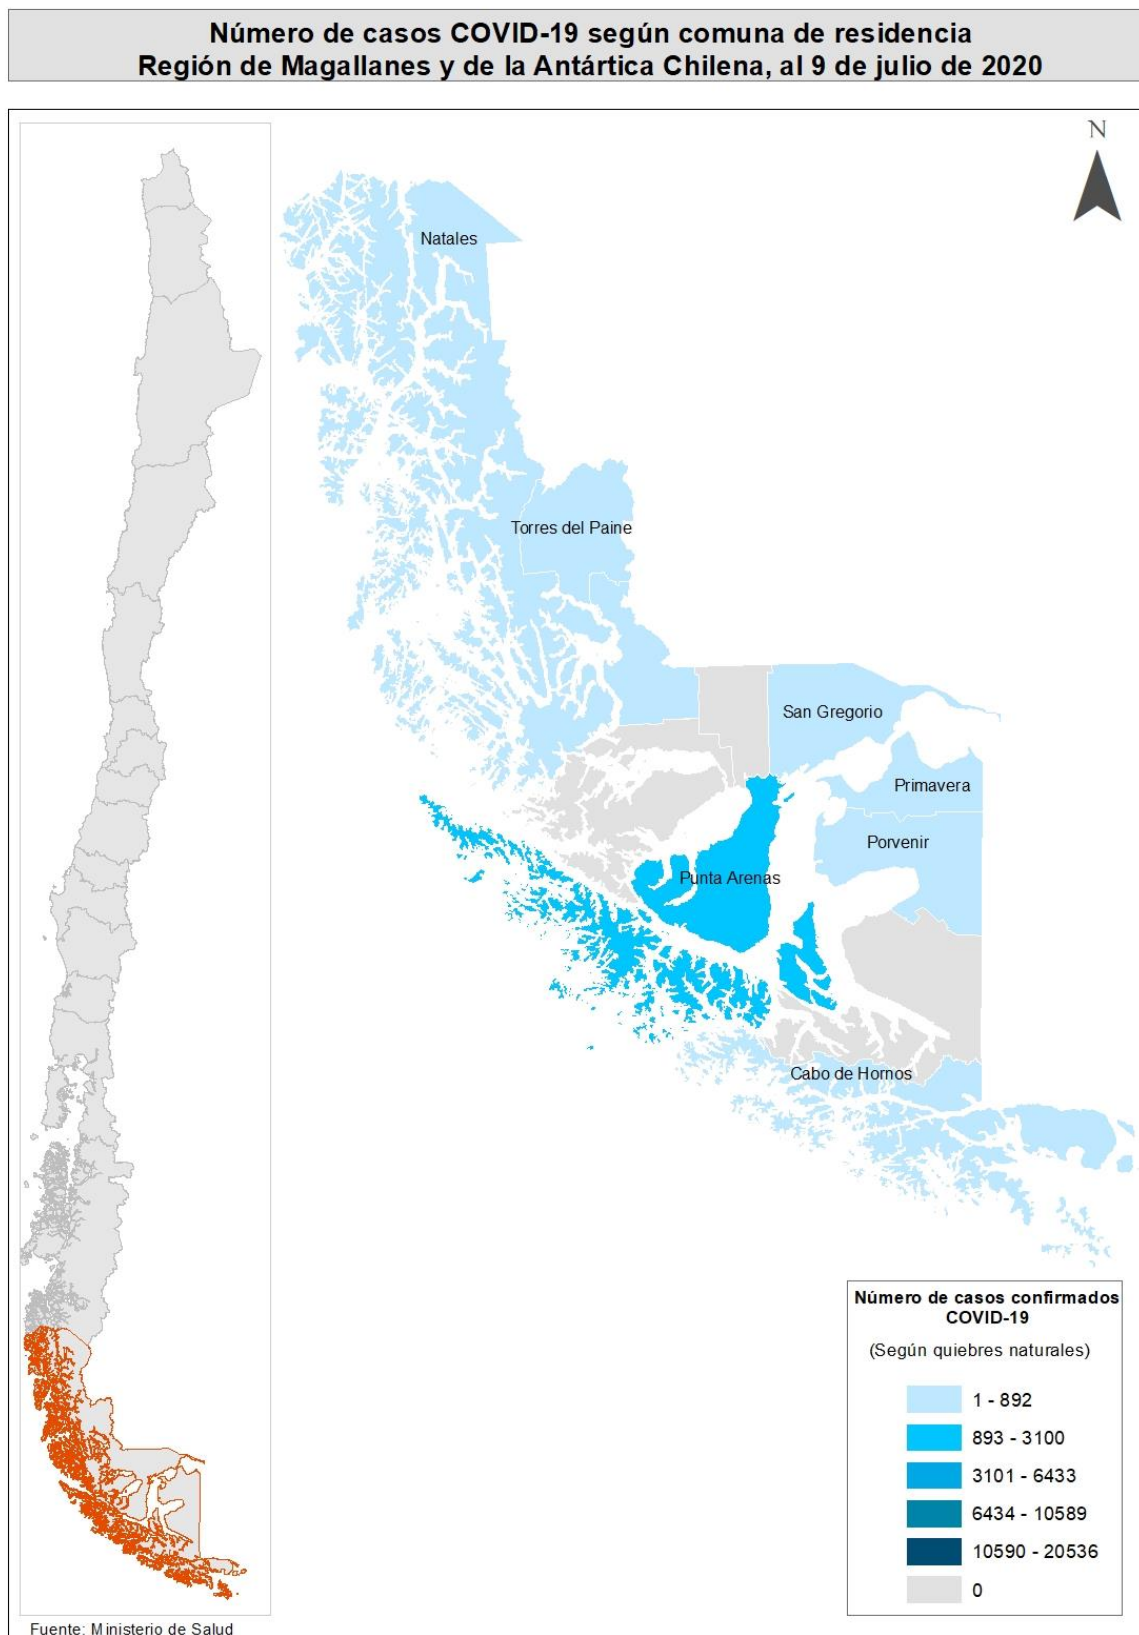 Número de casos COVID-19 según comuna de residencia
Región de Magallanes y de la Antártica Chilena, al 9 de julio de 2020
N
Natales
Torres del Paine
San Gregorio
Primavera
Porvenir
Punta Arenas
Cabo de Hornos
Número de casos confirmados
COVID-19
(Según quiebres naturales)
1 - 892
893 - 3100
3101 - 6433
6434 - 10589
10590 - 20536
0
Fuente: Ministerio de Salud